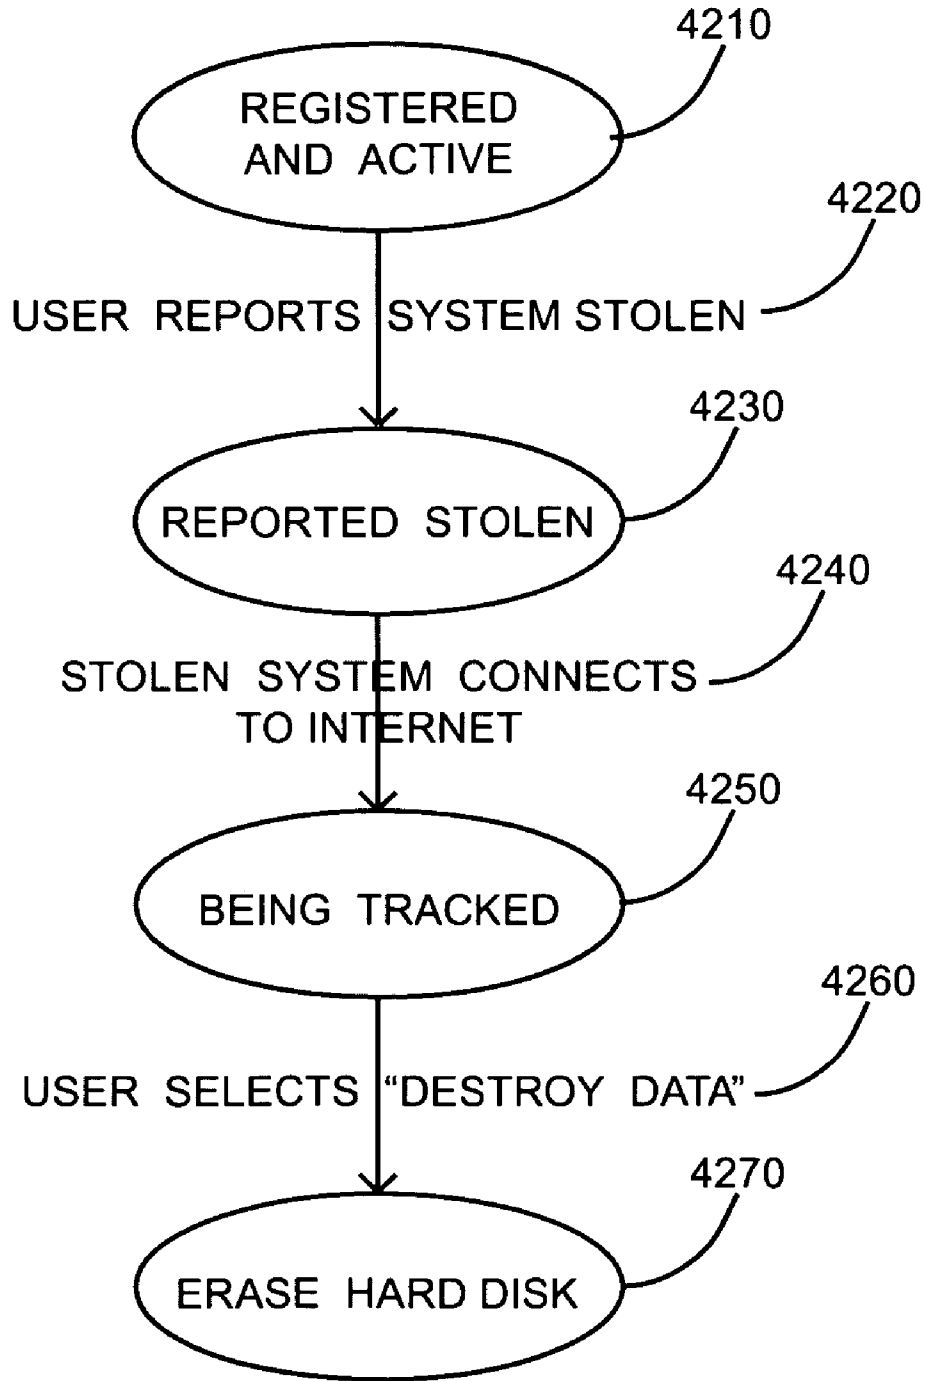 4210
REGISTERED
AND ACTIVE
4220
USER REPORTS SYSTEM STOLEN
4230
REPORTED STOLEN
4240
STOLEN SYSTEM CONNECTS
TO INTERNET
4250
BEING TRACKED
4260
USER SELECTS “DESTROY DATA”
4270
ERASE HARD DISK